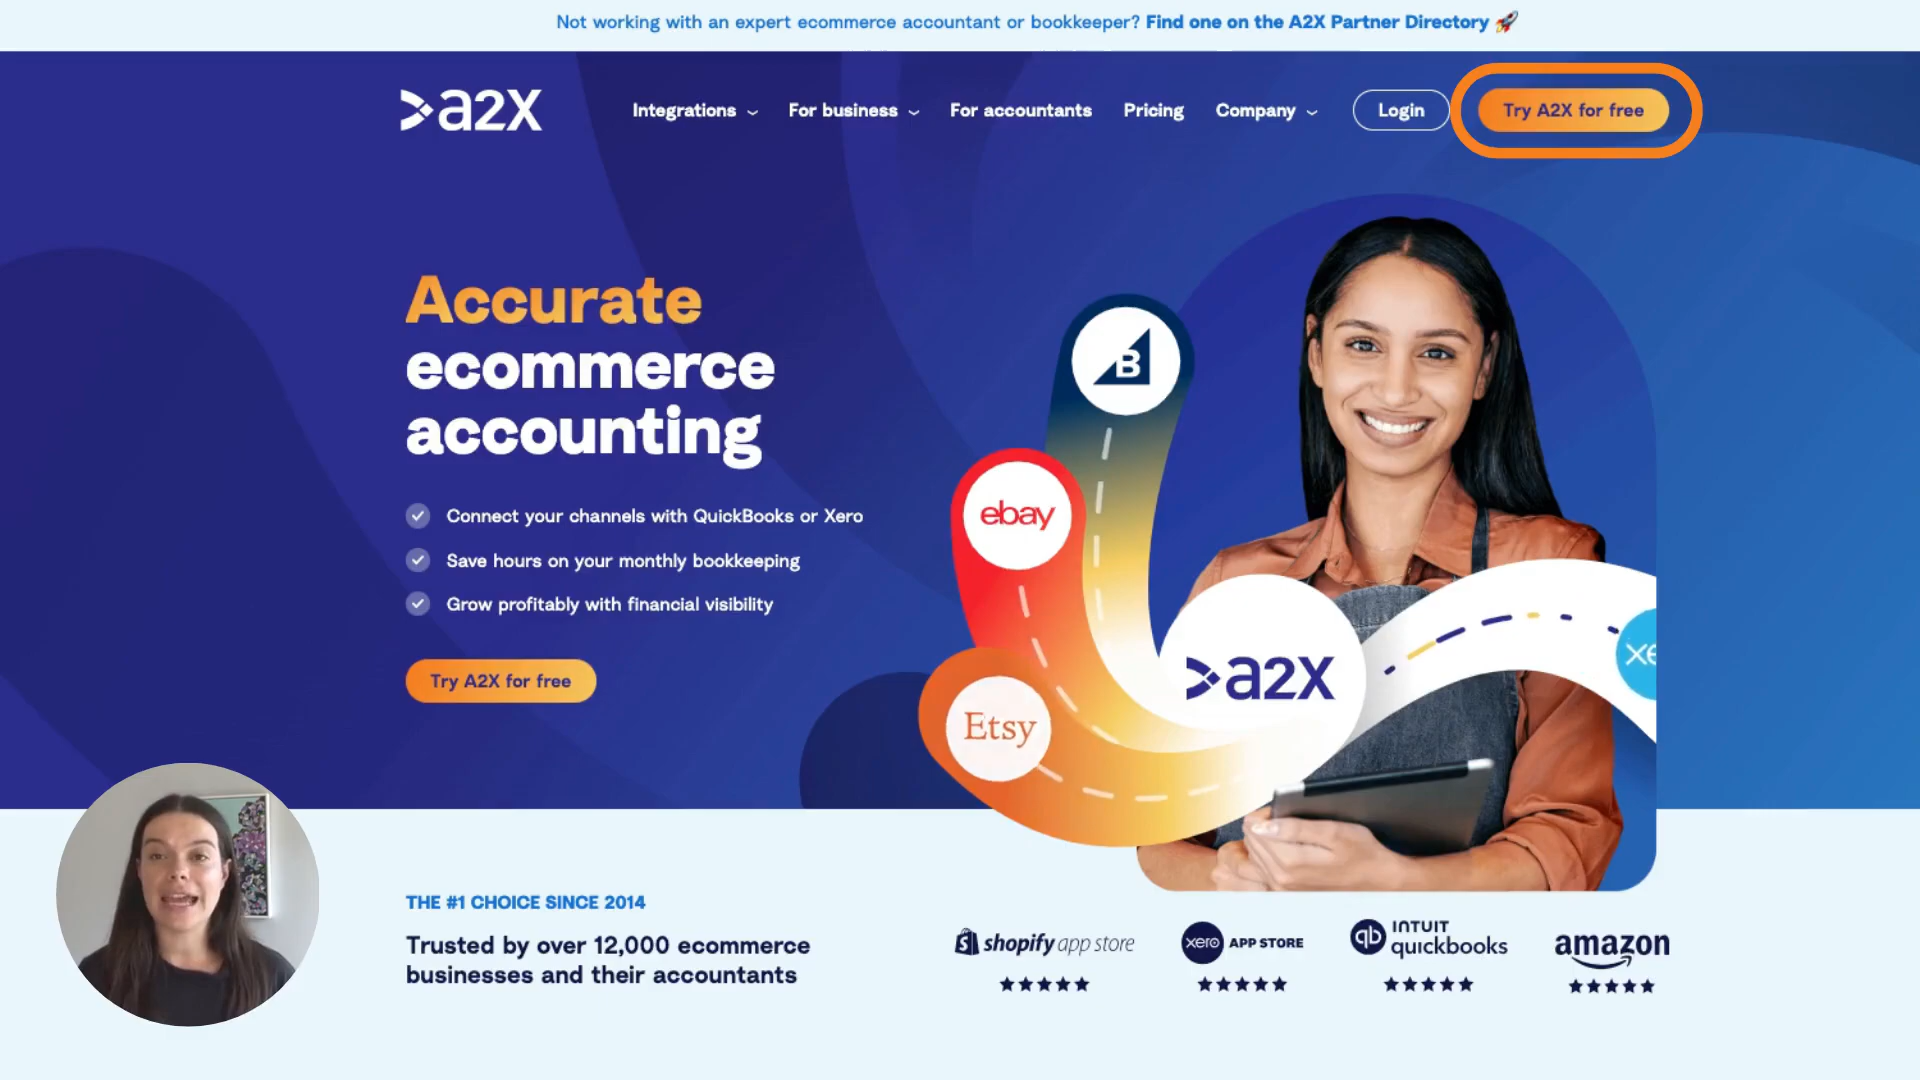 Not working with an expert ecommerce accountant or bookkeeper? Find one on the A2X Partner Directory 🚀
a2X
Integrations
For business
For accountants
Pricing
Company
Login
Try A2X for free
Accurate
ecommerce
accounting
Connect your channels with QuickBooks or Xero
Save hours on your monthly bookkeeping
Grow profitably with financial visibility
Try A2X for free
B
ebay
Etsy
a2X
xe
THE #1 CHOICE SINCE 2014
Trusted by over 12,000 ecommerce
businesses and their accountants
shopify app store
xero APP STORE
qb INTUIT
quickbooks
amazon